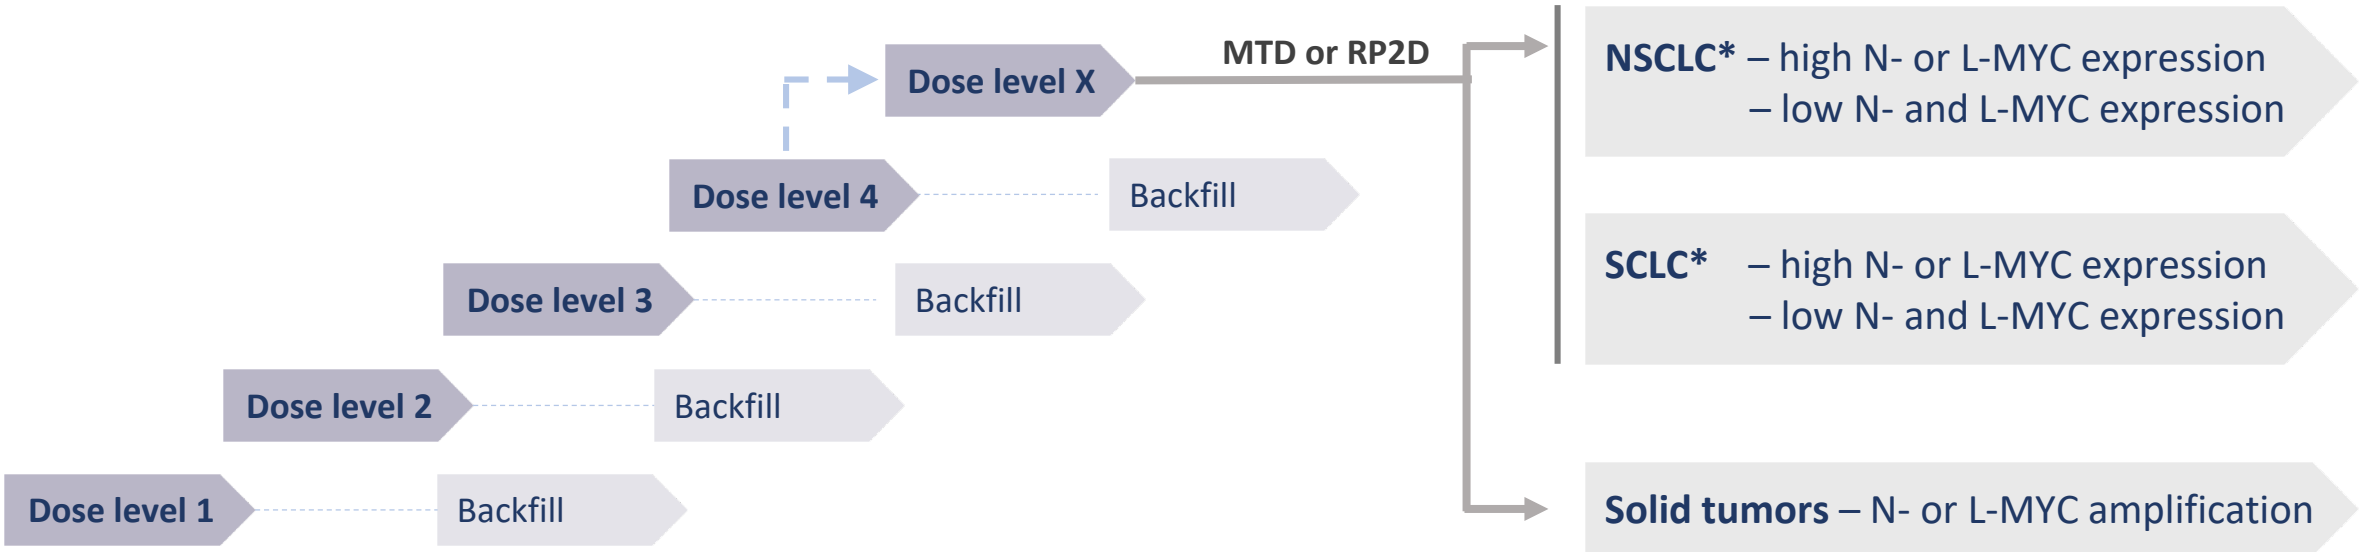 MTD or RP2D
Dose level X
Dose level 4
Backfill
Dose level 3
Backfill
Dose level 2
Backfill
Dose level 1
Backfill
NSCLC* – high N- or L-MYC expression
– low N- and L-MYC expression
SCLC* – high N- or L-MYC expression
– low N- and L-MYC expression
Solid tumors – N- or L-MYC amplification